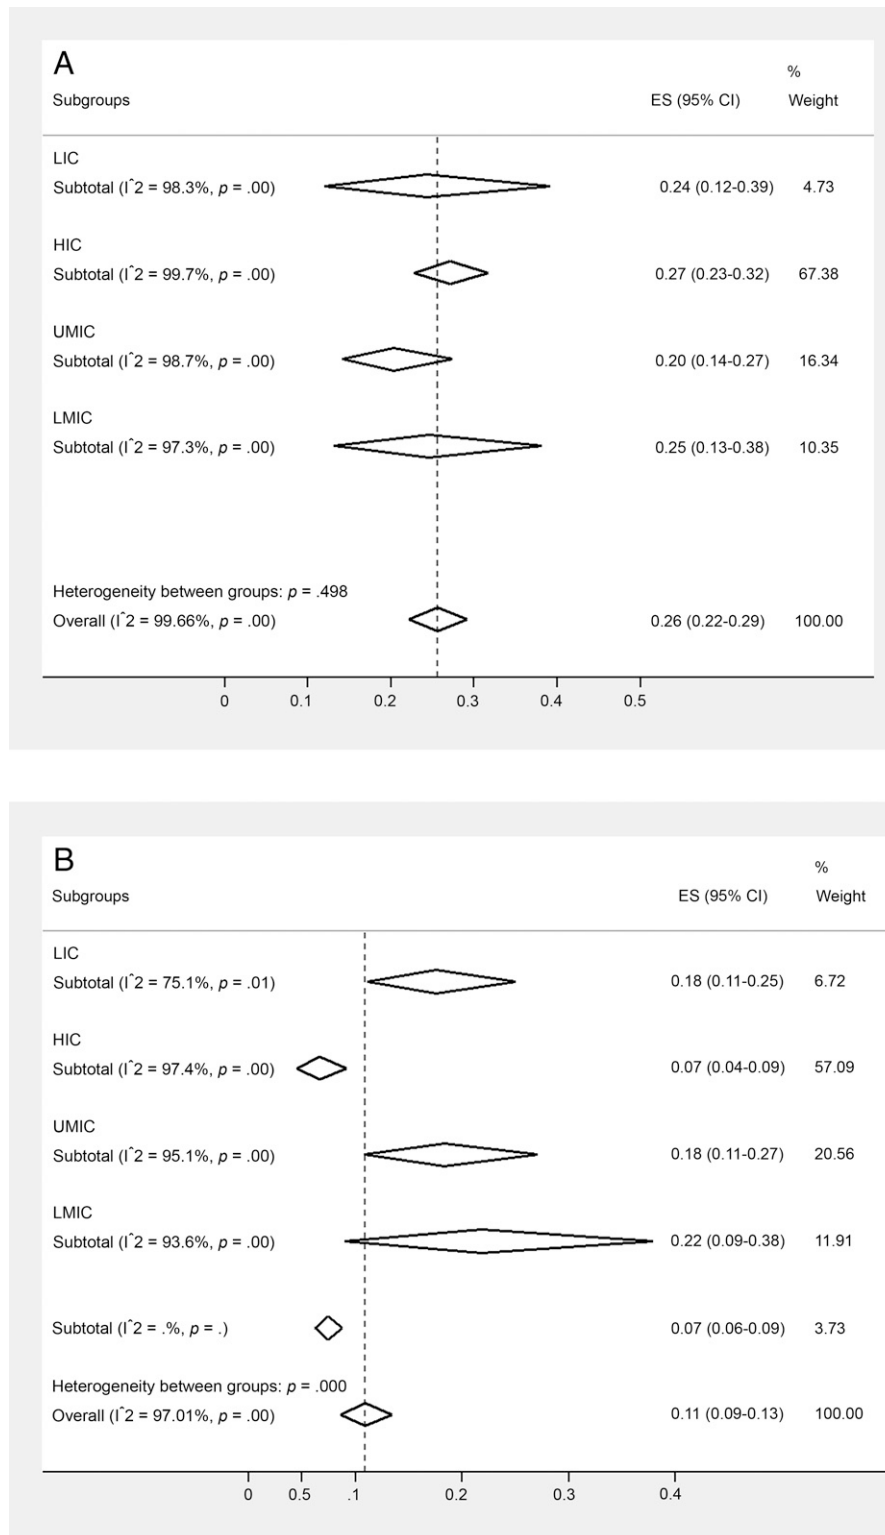 A
%
Subgroups ES (95% CI) Weight
LIC
Subtotal (I^2 = 98.3%, p = .00) 0.24 (0.12-0.39) 4.73
HIC
Subtotal (I^2 = 99.7%, p = .00) 0.27 (0.23-0.32) 67.38
UMIC
Subtotal (I^2 = 98.7%, p = .00) 0.20 (0.14-0.27) 16.34
LMIC
Subtotal (I^2 = 97.3%, p = .00) 0.25 (0.13-0.38) 10.35
Heterogeneity between groups: p = .498
Overall (I^2 = 99.66%, p = .00) 0.26 (0.22-0.29) 100.00
0 0.1 0.2 0.3 0.4 0.5
B
%
Subgroups ES (95% CI) Weight
LIC
Subtotal (I^2 = 75.1%, p = .01) 0.18 (0.11-0.25) 6.72
HIC
Subtotal (I^2 = 97.4%, p = .00) 0.07 (0.04-0.09) 57.09
UMIC
Subtotal (I^2 = 95.1%, p = .00) 0.18 (0.11-0.27) 20.56
LMIC
Subtotal (I^2 = 93.6%, p = .00) 0.22 (0.09-0.38) 11.91
Subtotal (I^2 = .%, p = .) 0.07 (0.06-0.09) 3.73
Heterogeneity between groups: p = .000
Overall (I^2 = 97.01%, p = .00) 0.11 (0.09-0.13) 100.00
0 0.5 .1 0.2 0.3 0.4